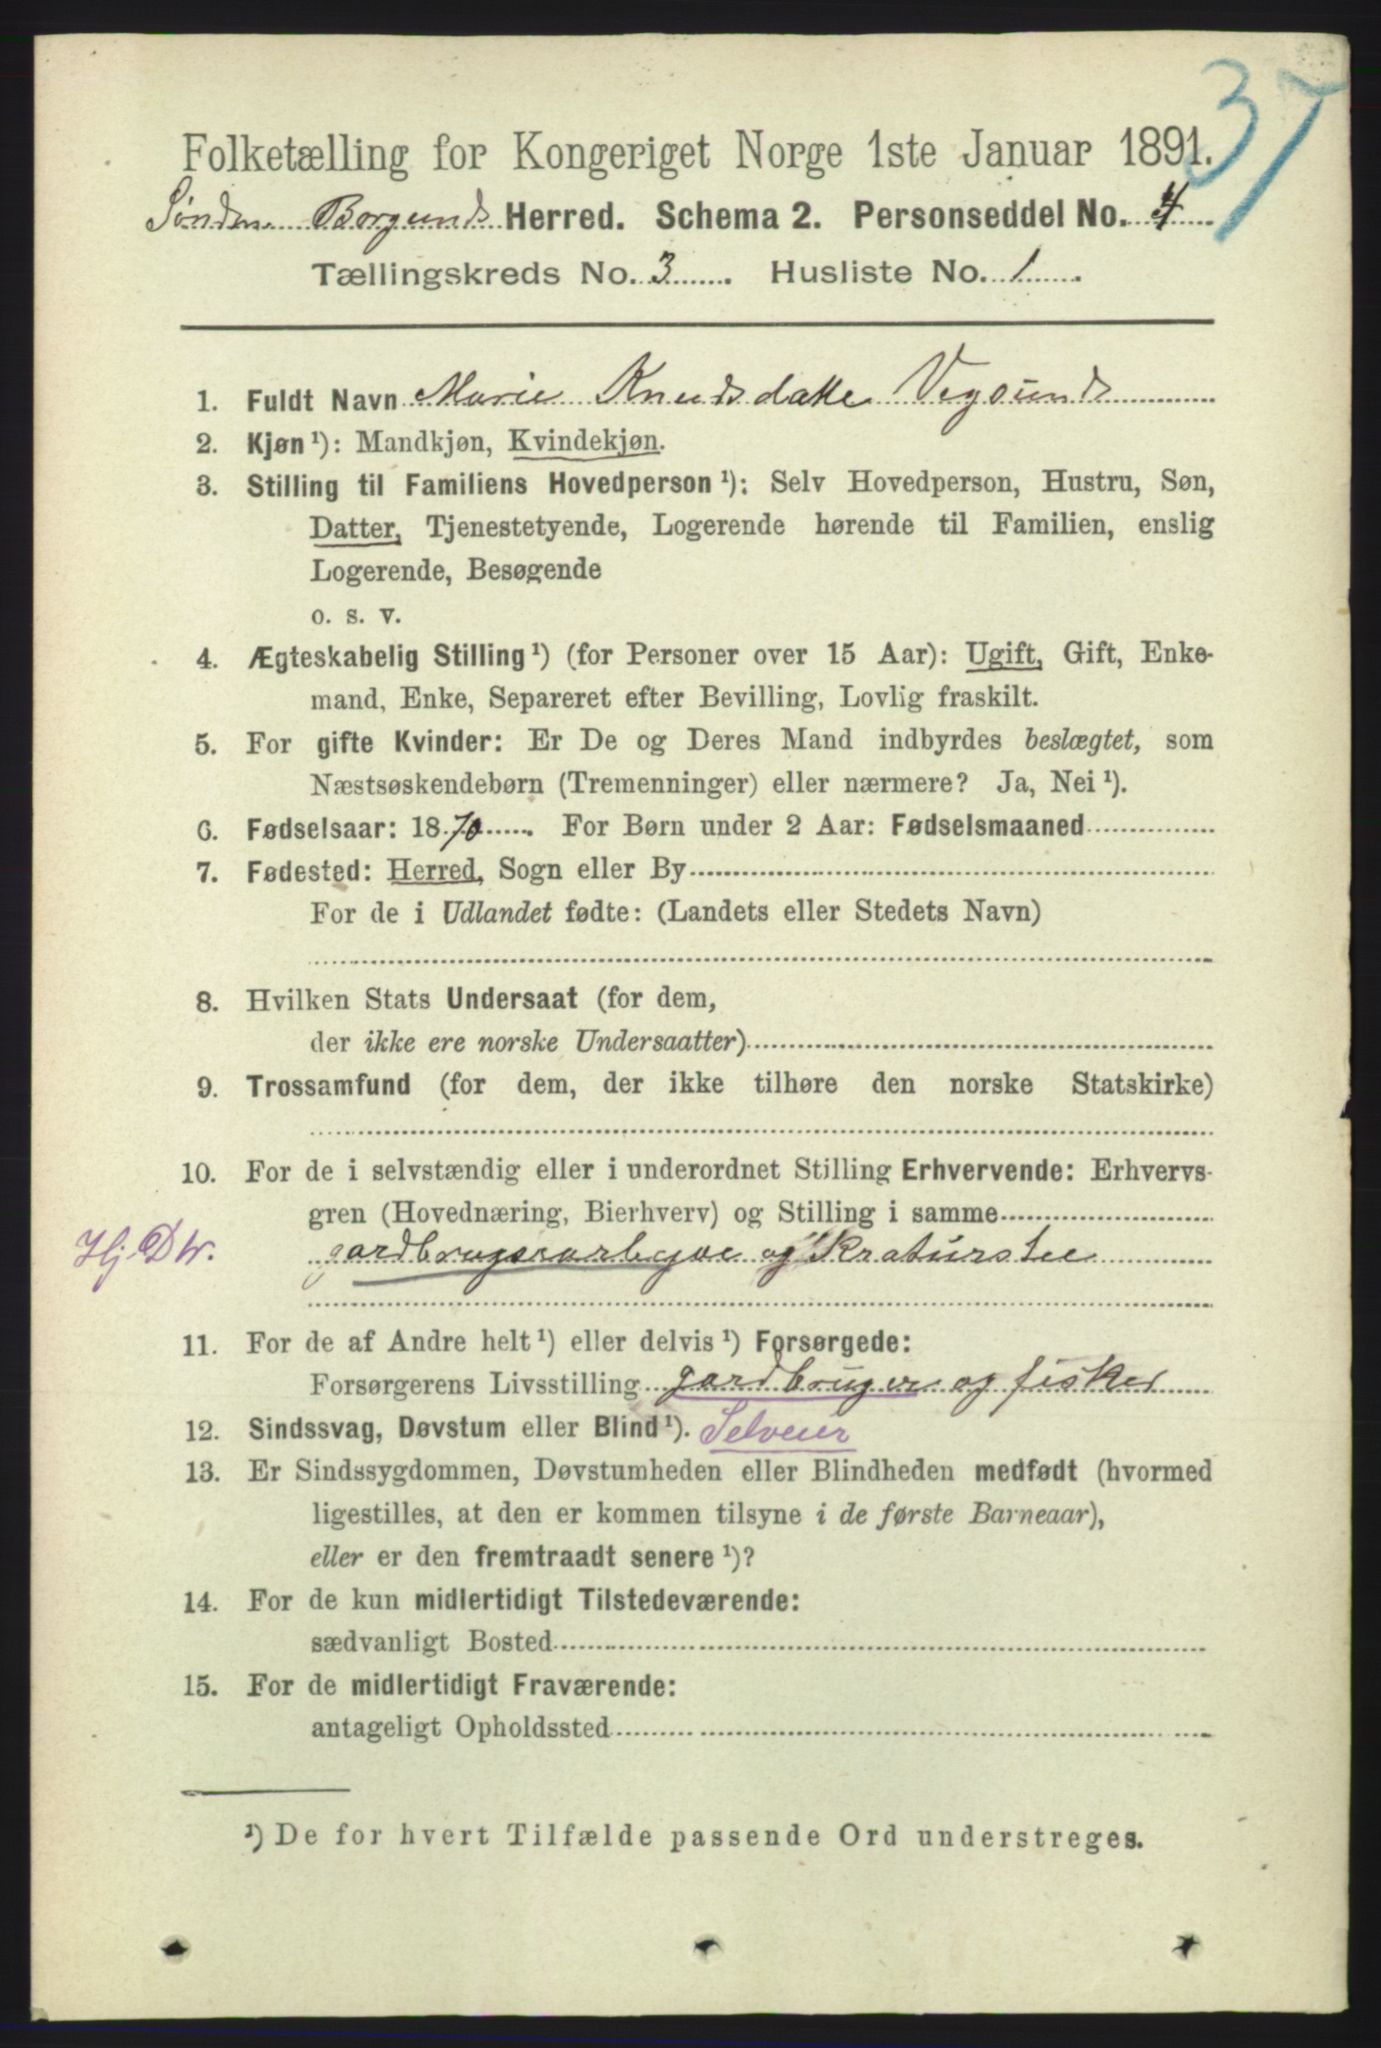 37
Folketælling for Kongeriget Norge 1ste Januar 1891.
Søndre Borgunds Herred. Schema 2. Personseddel No. 4
Tællingskreds No. 3 . Husliste No. 1 .
1. Fuldt Navn Marie Knudsdatter Vegsund
2. Kjøn ¹): Mandkjøn, Kvindekjøn.
3. Stilling til Familiens Hovedperson ¹): Selv Hovedperson, Hustru, Søn,
Datter, Tjenestetyende, Logerende hørende til Familien, enslig
Logerende, Besøgende
o. s. v.
4. Ægteskabelig Stilling ¹) (for Personer over 15 Aar): Ugift, Gift, Enke-
mand, Enke, Separeret efter Bevilling, Lovlig fraskilt.
5. For gifte Kvinder: Er De og Deres Mand indbyrdes beslægtet, som
Næstsøskendebørn (Tremenninger) eller nærmere? Ja, Nei ¹).
6. Fødselsaar: 1870 . For Børn under 2 Aar: Fødselsmaaned
7. Fødested: Herred, Sogn eller By
For de i Udlandet fødte: (Landets eller Stedets Navn)
8. Hvilken Stats Undersaat (for dem,
der ikke ere norske Undersaatter)
9. Trossamfund (for dem, der ikke tilhøre den norske Statskirke)
10. For de i selvstændig eller i underordnet Stilling Erhvervende: Erhvervs-
gren (Hovednæring, Bierhverv) og Stilling i samme
Hj Dtr. gardbrugsarbejde og
11. For de af Andre helt ¹) eller delvis ¹) Forsørgede:
Forsørgerens Livsstilling gardbruger og fisker
12. Sindssvag, Døvstum eller Blind ¹). Selveier
13. Er Sindssygdommen, Døvstumheden eller Blindheden medfødt (hvormed
ligestilles, at den er kommen tilsyne i de første Barneaar),
eller er den fremtraadt senere ¹)?
14. For de kun midlertidigt Tilstedeværende:
sædvanligt Bosted
15. For de midlertidigt Fraværende:
antageligt Opholdssted
¹) De for hvert Tilfælde passende Ord understreges.